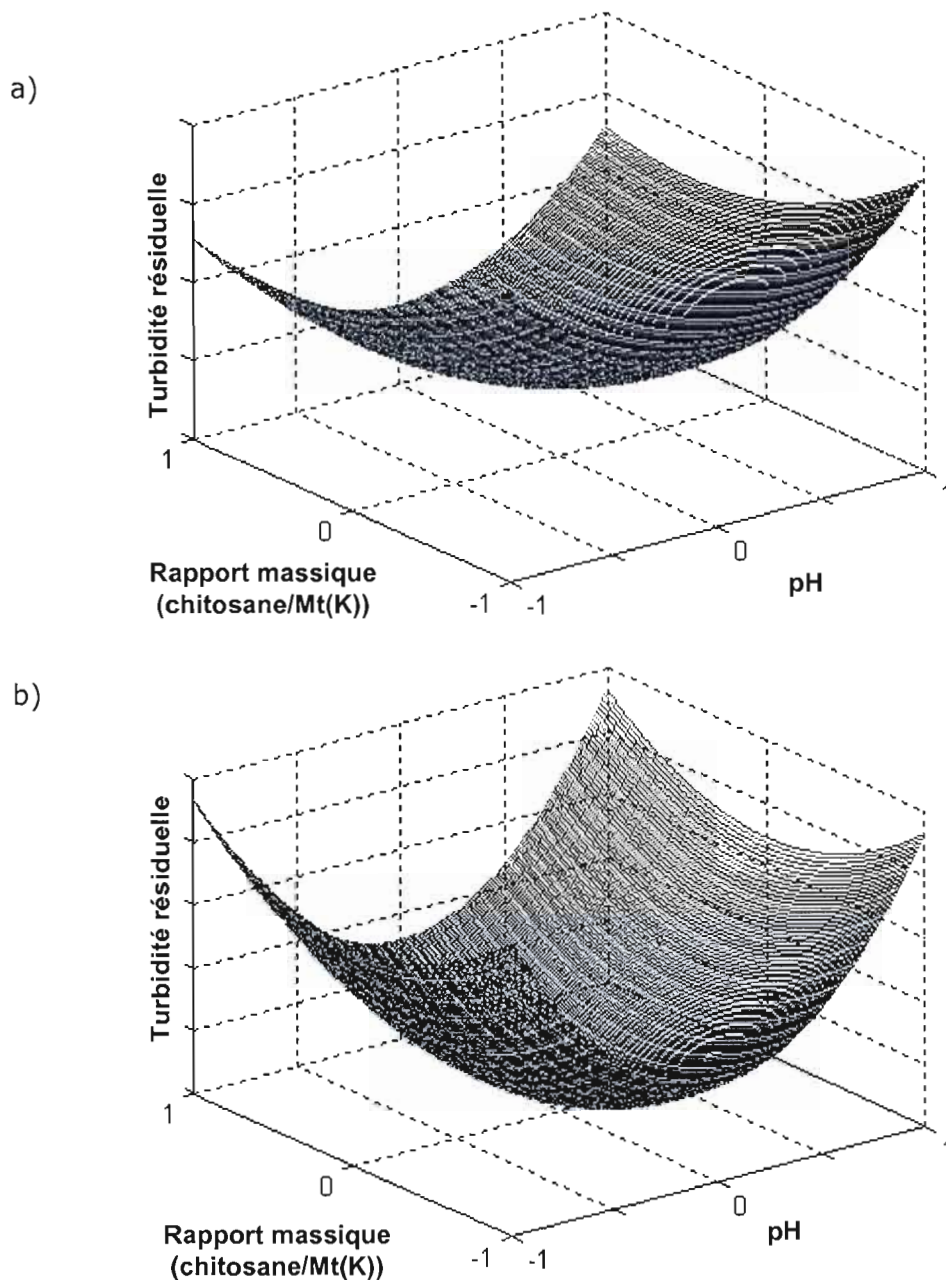 a)
Turbidité résiduelle
1
0
-1
-1
0
Rapport massique
(chitosane/Mt(K))
pH
b)
Turbidité résiduelle
1
0
-1
-1
0
Rapport massique
(chitosane/Mt(K))
pH